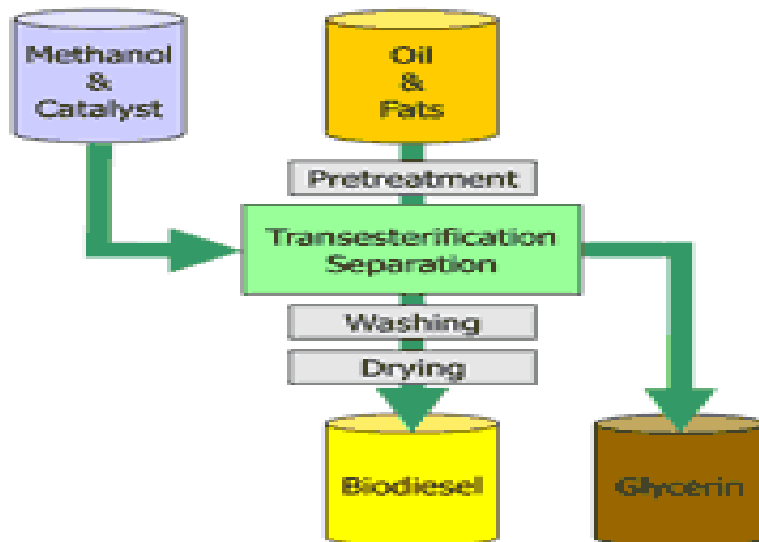 Methanol
&
Catalyst
Oil
&
Fats
Pretreatment
Transesterification
Separation
Washing
Drying
Biodiesel
Glycerin